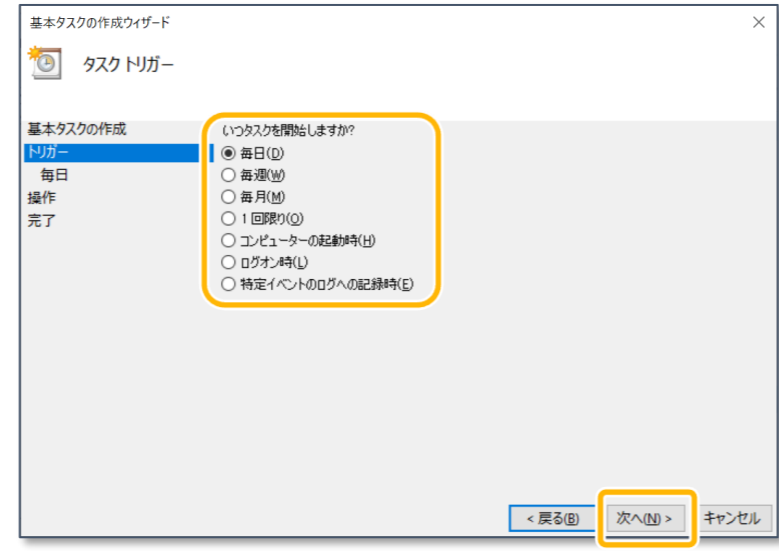 基本タスクの作成ウィザード
タスク トリガー
基本タスクの作成
トリガー
毎日
操作
完了
いつタスクを開始しますか?
毎日(D)
毎週(W)
毎月(M)
1 回限り(O)
コンピューターの起動時(H)
ログオン時(L)
特定イベントのログへの記録時(E)
< 戻る(B)
次へ(N) >
キャンセル